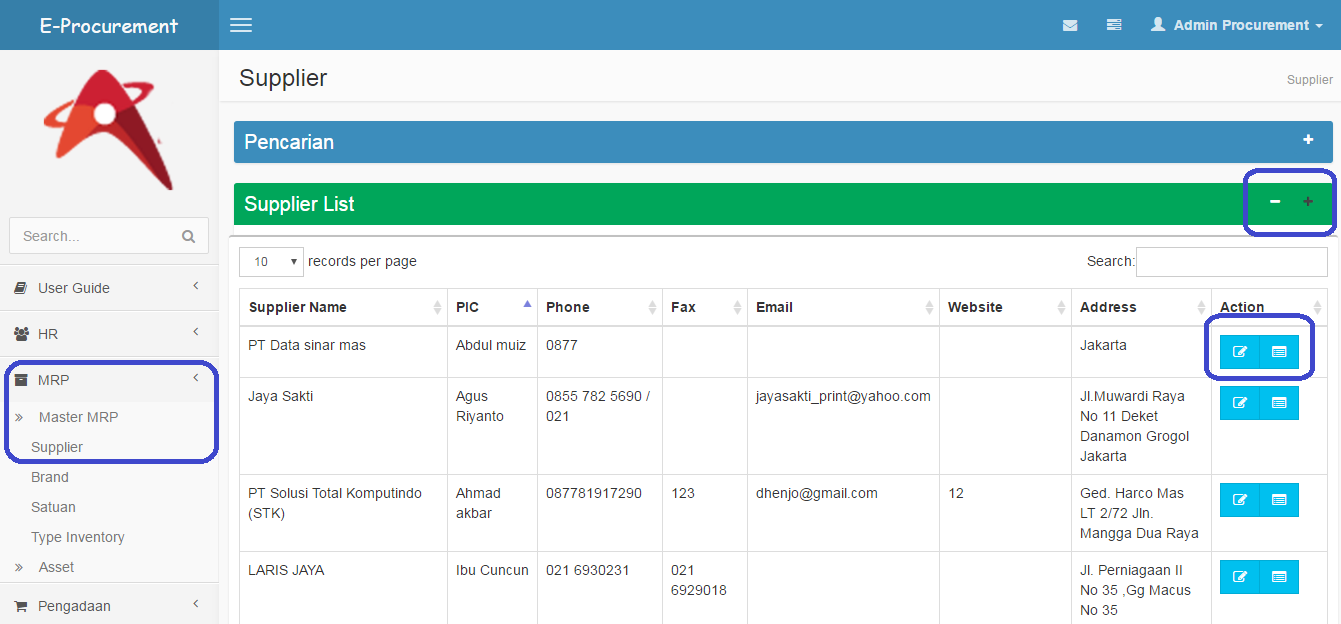 E-Procurement
Admin Procurement
Supplier
Supplier
Pencarian
Supplier List
Search...
User Guide
HR
MRP
Master MRP
Supplier
Brand
Satuan
Type Inventory
Asset
Pengadaan
10 records per page
Search:
Supplier Name PIC Phone Fax Email Website Address Action
PT Data sinar mas Abdul muiz 0877 Jakarta
Jaya Sakti Agus 0855 782 5690 / jayasakti_print@yahoo.com Jl.Muwardi Raya
Riyanto 021 No 11 Deket
Danamon Grogol
Jakarta
PT Solusi Total Komputindo Ahmad 087781917290 123 dhenjo@gmail.com 12 Ged. Harco Mas
(STK) akbar LT 2/72 Jln.
Mangga Dua Raya
LARIS JAYA Ibu Cuncun 021 6930231 021 Jl. Perniagaan II
6929018 No 35 ,Gg Macus
No 35